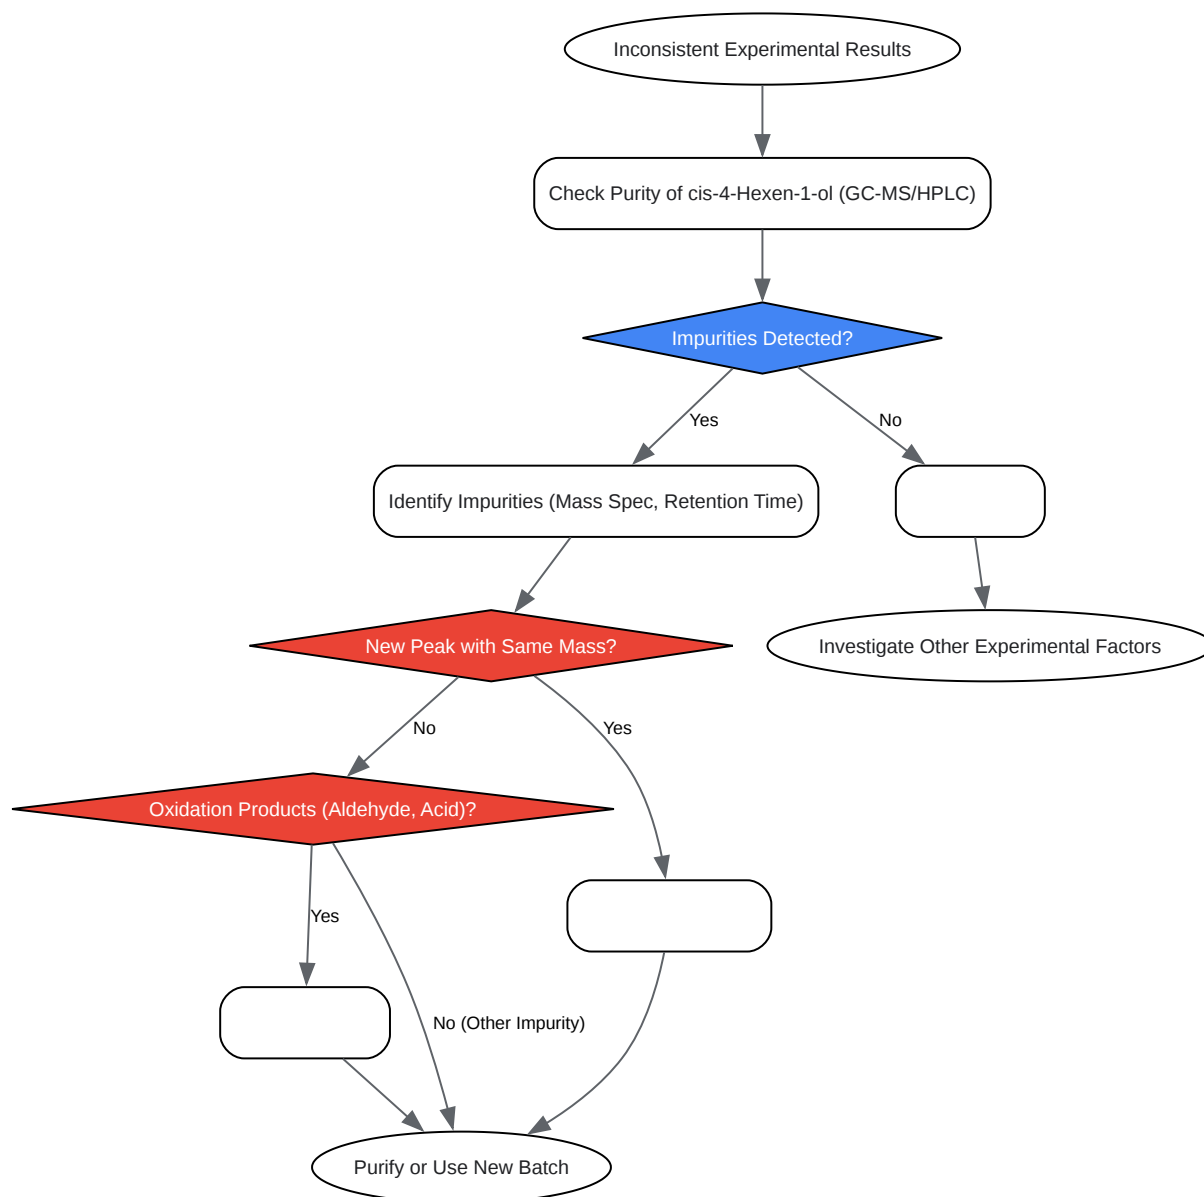 Inconsistent Experimental Results
Check Purity of cis-4-Hexen-1-ol (GC-MS/HPLC)
Impurities Detected?
Yes
No
Identify Impurities (Mass Spec, Retention Time)
New Peak with Same Mass?
Investigate Other Experimental Factors
No
Yes
Oxidation Products (Aldehyde, Acid)?
Yes
No (Other Impurity)
Purify or Use New Batch